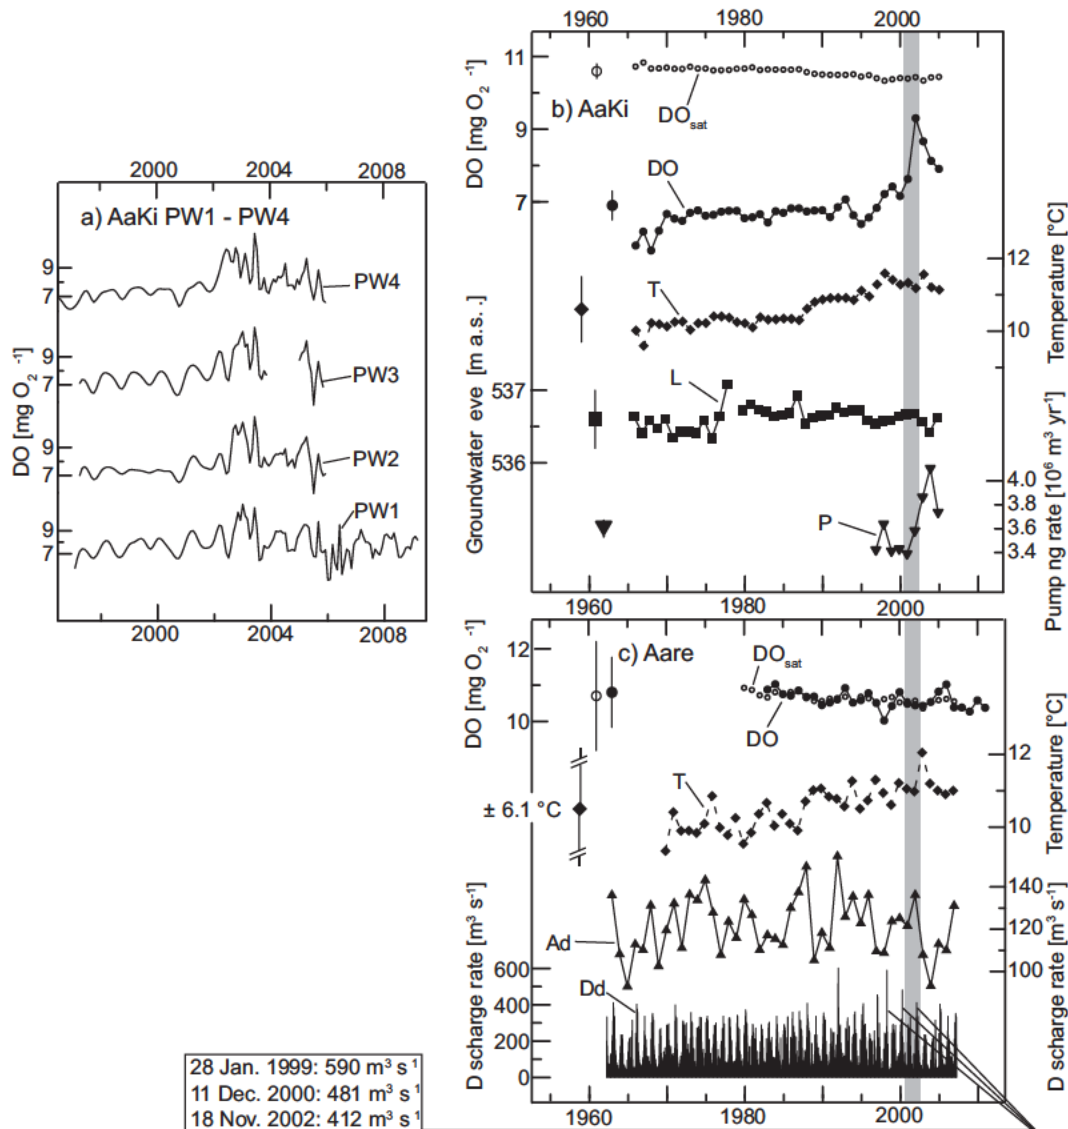 1960 1980 2000
11
9
7
DO [mg O₂ ⁻¹]
b) AaKi
DOsat
DO
12
10
Temperature [°C]
T
L
537
536
Groundwater eve [m a.s. .]
P
4.0
3.8
3.6
3.4
Pump ng rate [10⁶ m³ yr⁻¹]
1960 1980 2000
2000 2004 2008
a) AaKi PW1 - PW4
9
7
PW4
9
7
PW3
9
7
PW2
9
7
PW1
DO [mg O₂ ⁻¹]
2000 2004 2008
c) Aare
12
10
DO [mg O₂ ⁻¹]
DOsat
DO
12
10
Temperature [°C]
± 6.1 °C
T
140
120
100
D scharge rate [m³ s⁻¹]
Ad
600
400
200
0
D scharge rate [m³ s⁻¹]
Dd
1960 1980 2000
28 Jan. 1999: 590 m³ s¹
11 Dec. 2000: 481 m³ s¹
18 Nov. 2002: 412 m³ s¹